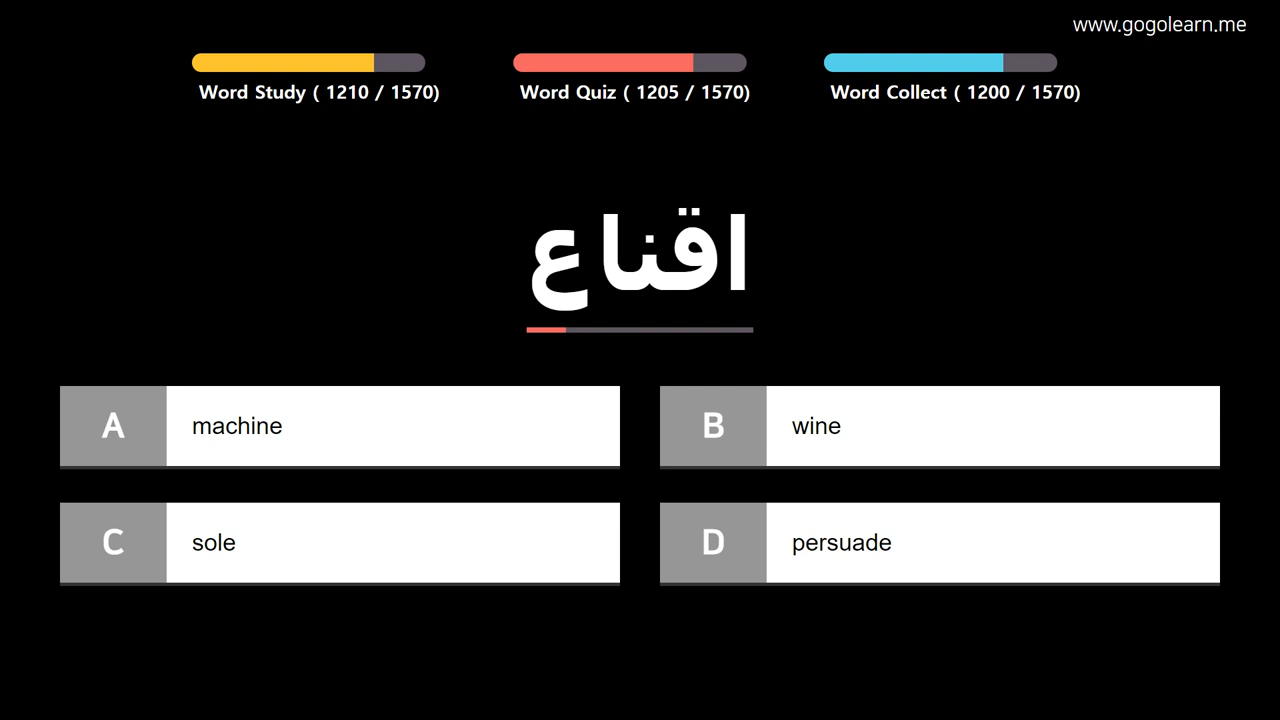 www.gogolearn.me
Word Study ( 1210 / 1570)
Word Quiz ( 1205 / 1570)
Word Collect ( 1200 / 1570)
اقناع
A machine
B wine
C sole
D persuade